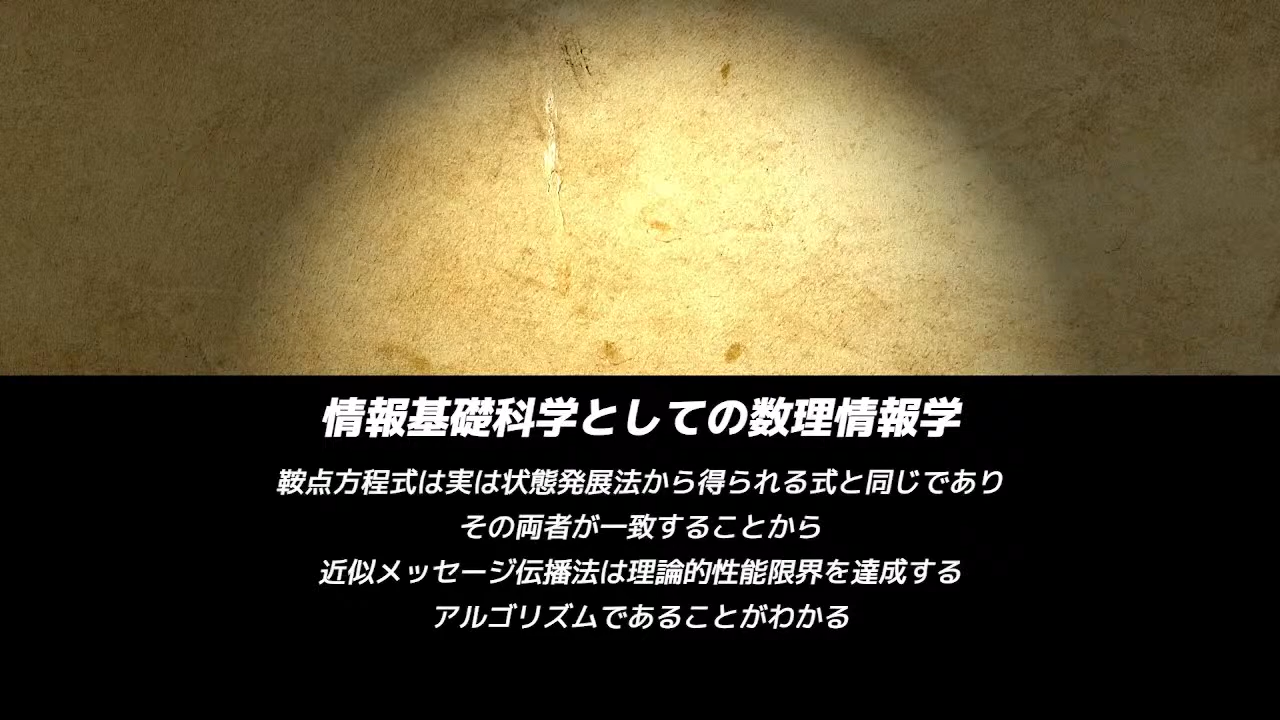 情報基礎科学としての数理情報学
鞍点方程式は実は状態発展法から得られる式と同じであり
その両者が一致することから
近似メッセージ伝播法は理論的性能限界を達成する
アルゴリズムであることがわかる